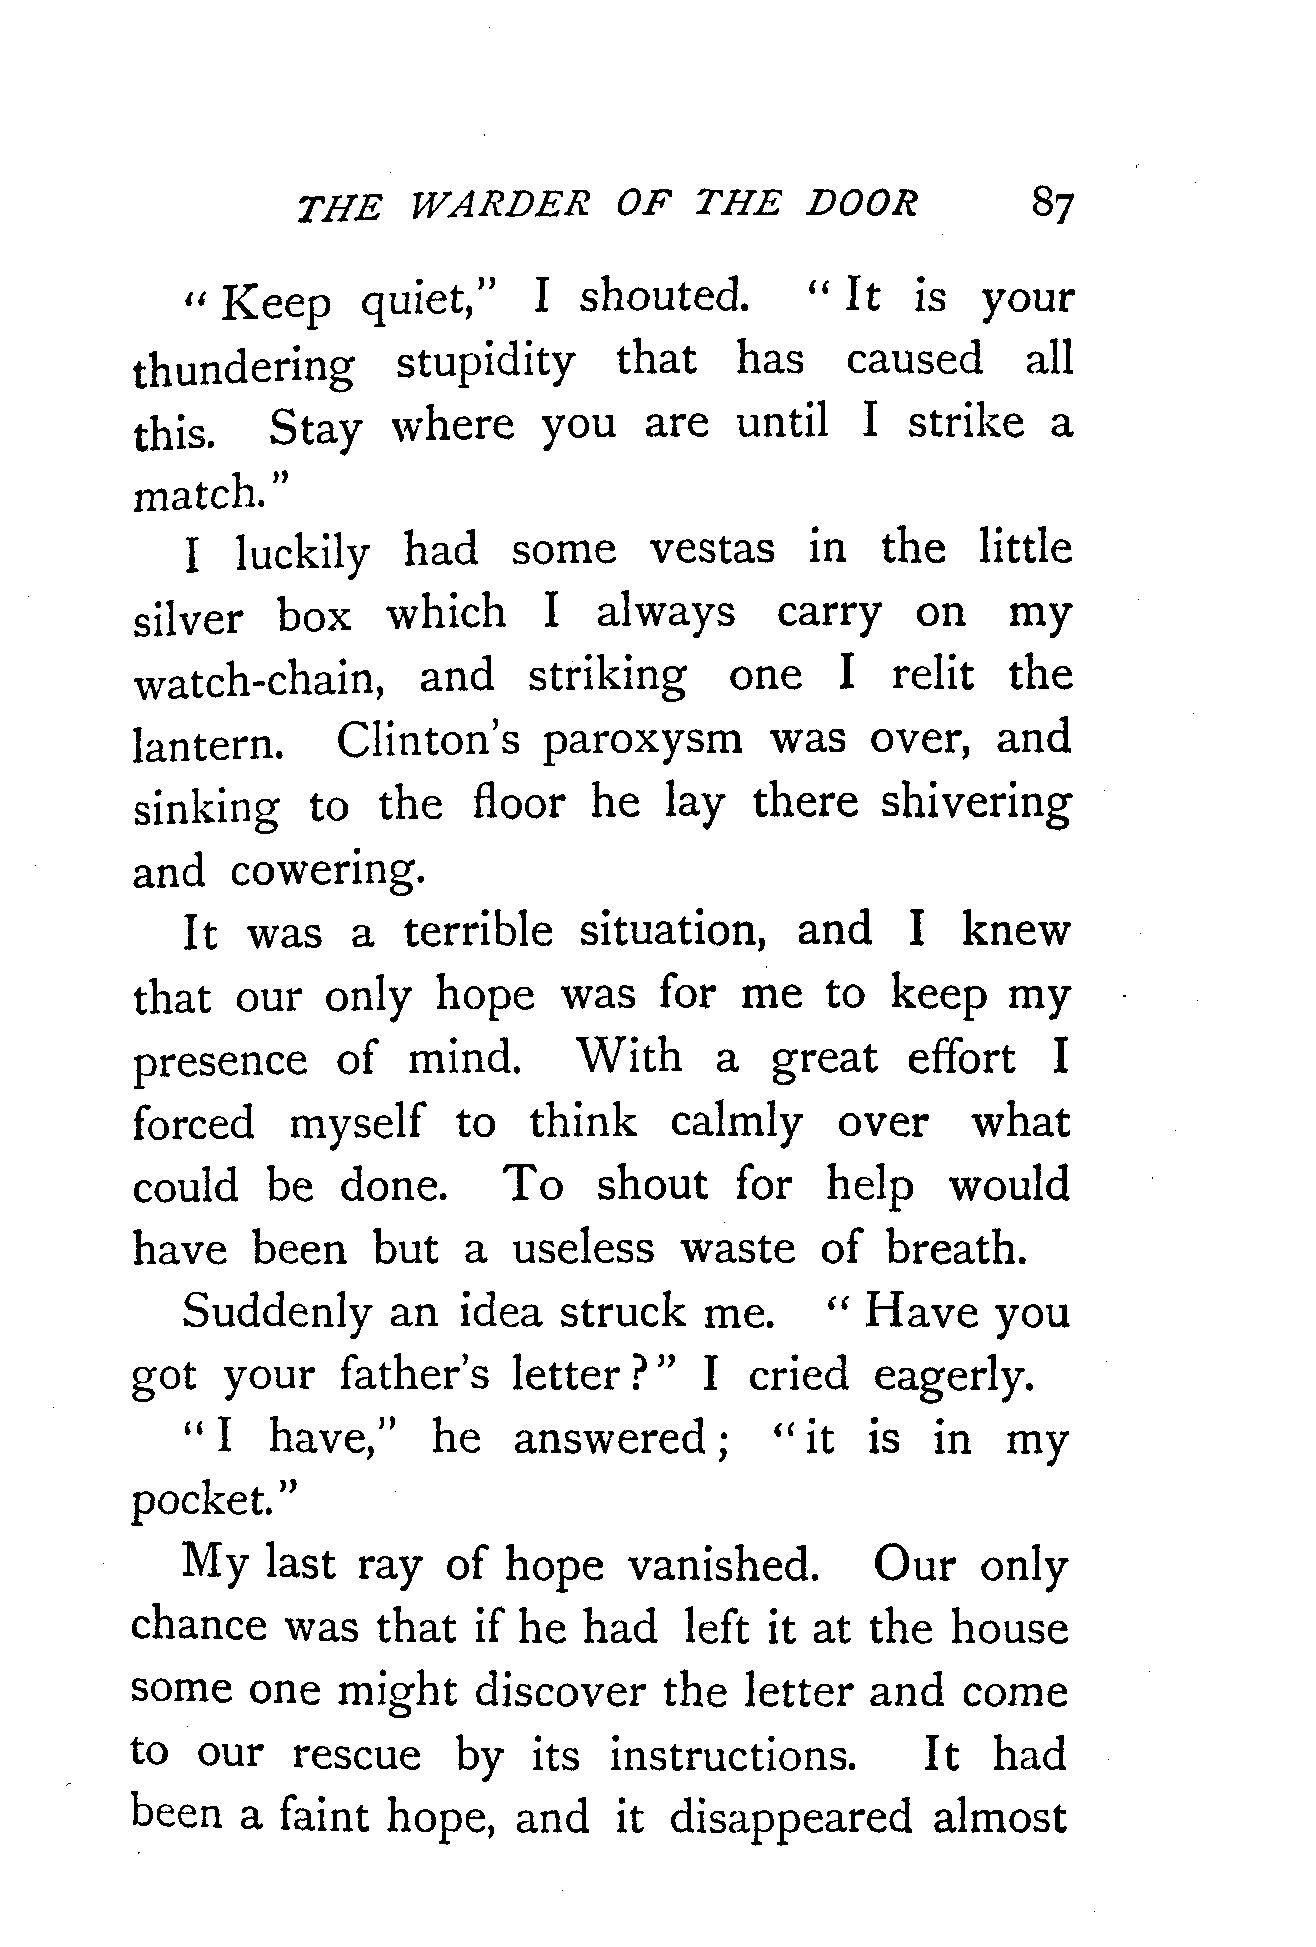 THE WARDER OF THE DOOR 87
“ Keep quiet,” I shouted. “ It is your
thundering stupidity that has caused all
this. Stay where you are until I strike a
match.”
I luckily had some vestas in the little
silver box which I always carry on my
watch-chain, and striking one I relit the
lantern. Clinton’s paroxysm was over, and
sinking to the floor he lay there shivering
and cowering.
It was a terrible situation, and I knew
that our only hope was for me to keep my
presence of mind. With a great effort I
forced myself to think calmly over what
could be done. To shout for help would
have been but a useless waste of breath.
Suddenly an idea struck me. “ Have you
got your father’s letter ? ” I cried eagerly.
“ I have,” he answered ; “ it is in my
pocket.”
My last ray of hope vanished. Our only
chance was that if he had left it at the house
some one might discover the letter and come
to our rescue by its instructions. It had
been a faint hope, and it disappeared almost